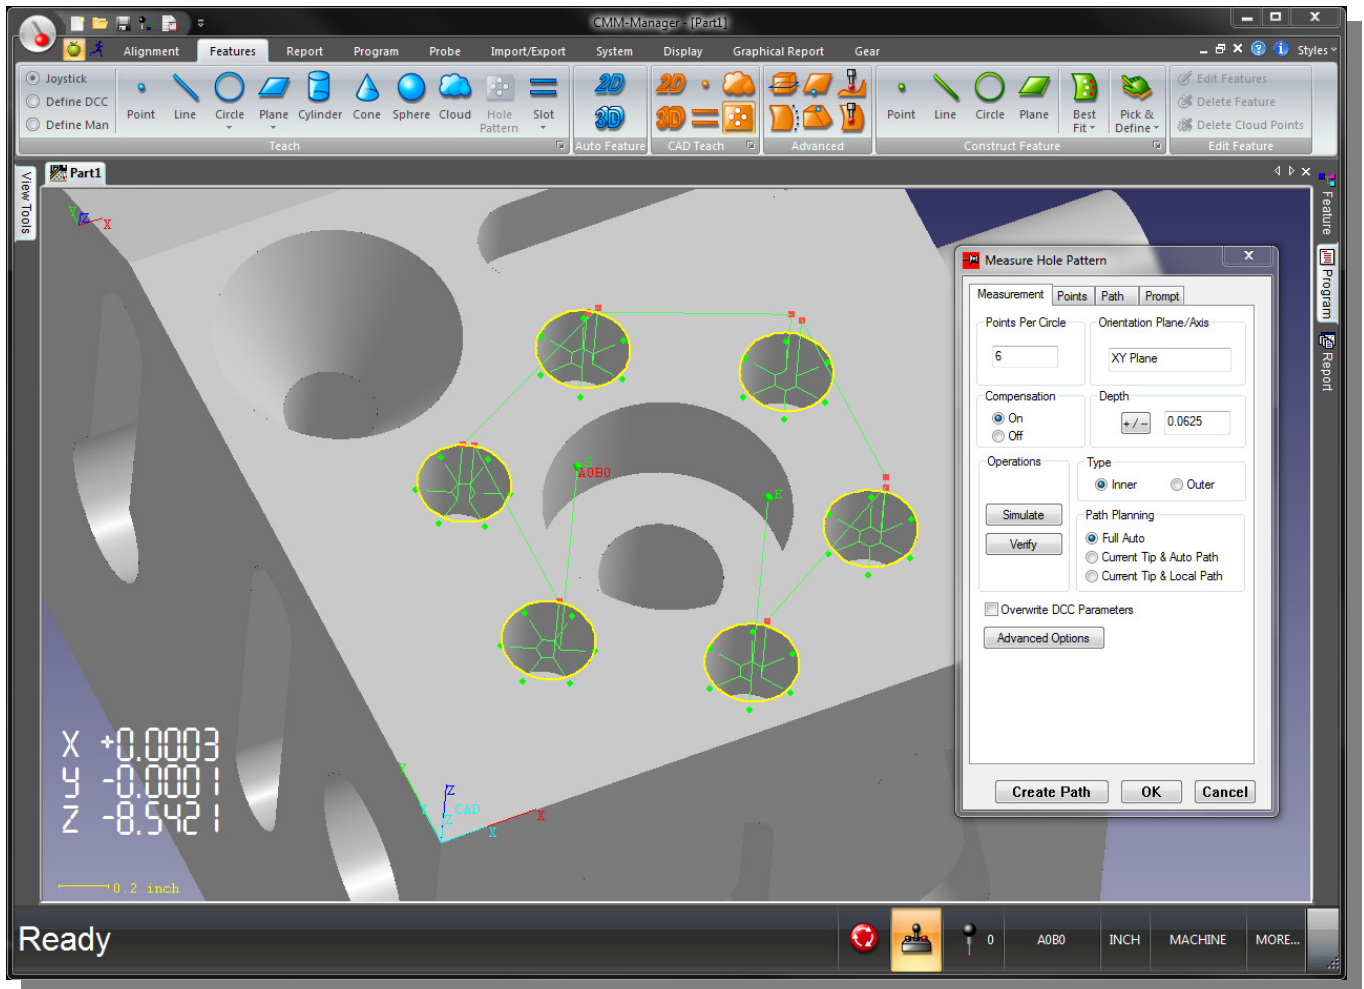 CMM-Manager - [Part1]
Alignment Features Report Program Probe Import/Export System Display Graphical Report Gear Styles
Joystick
Define DCC
Define Man
Point Line Circle Plane Cylinder Cone Sphere Cloud Hole Pattern Slot
Teach
2D
3D
Auto Feature
2D
3D
CAD Teach
Advanced
Point Line Circle Plane Best Fit Pick & Define
Construct Feature
Edit Features
Delete Feature
Delete Cloud Points
Edit Feature
View Tools
Part1
Feature
Program
Report
Z X
A0B0
E
Measure Hole Pattern
Measurement Points Path Prompt
Points Per Circle Orientation Plane/Axis
6 XY Plane
Compensation Depth
On
Off
+/- 0.0625
Operations Type
Inner Outer
Simulate
Verify
Path Planning
Full Auto
Current Tip & Auto Path
Current Tip & Local Path
Overwrite DCC Parameters
Advanced Options
Create Path OK Cancel
X +0.0003
Y -0.0001
Z -8.5421
Y
Z
CAD
Y Z X X
0.2 inch
Ready
0 A0B0 INCH MACHINE MORE...